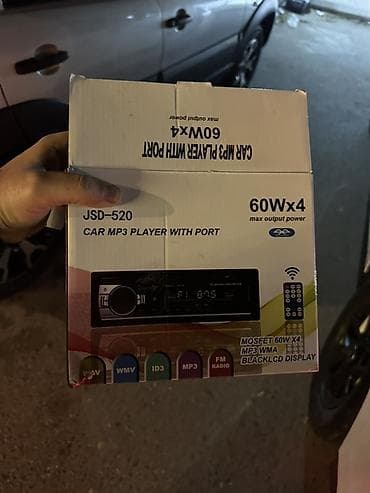 CAR MP3 PLAYER WITH PORT
60Wx4
max output power
JSD-520
CAR MP3 PLAYER WITH PORT
60Wx4
max output power
MOSFET 60W X4
MP3 WMA
BLACKLCD DISPLAY
WAV
WMV
ID3
MP3
FM
RADIO